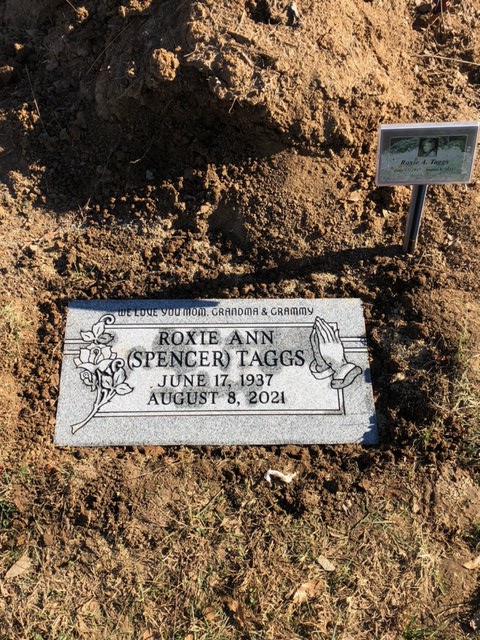 WE LOVE YOU MOM, GRANDMA & GRAMMY
ROXIE ANN
(SPENCER) TAGGS
JUNE 17, 1937
AUGUST 8, 2021
Roxie A. Taggs